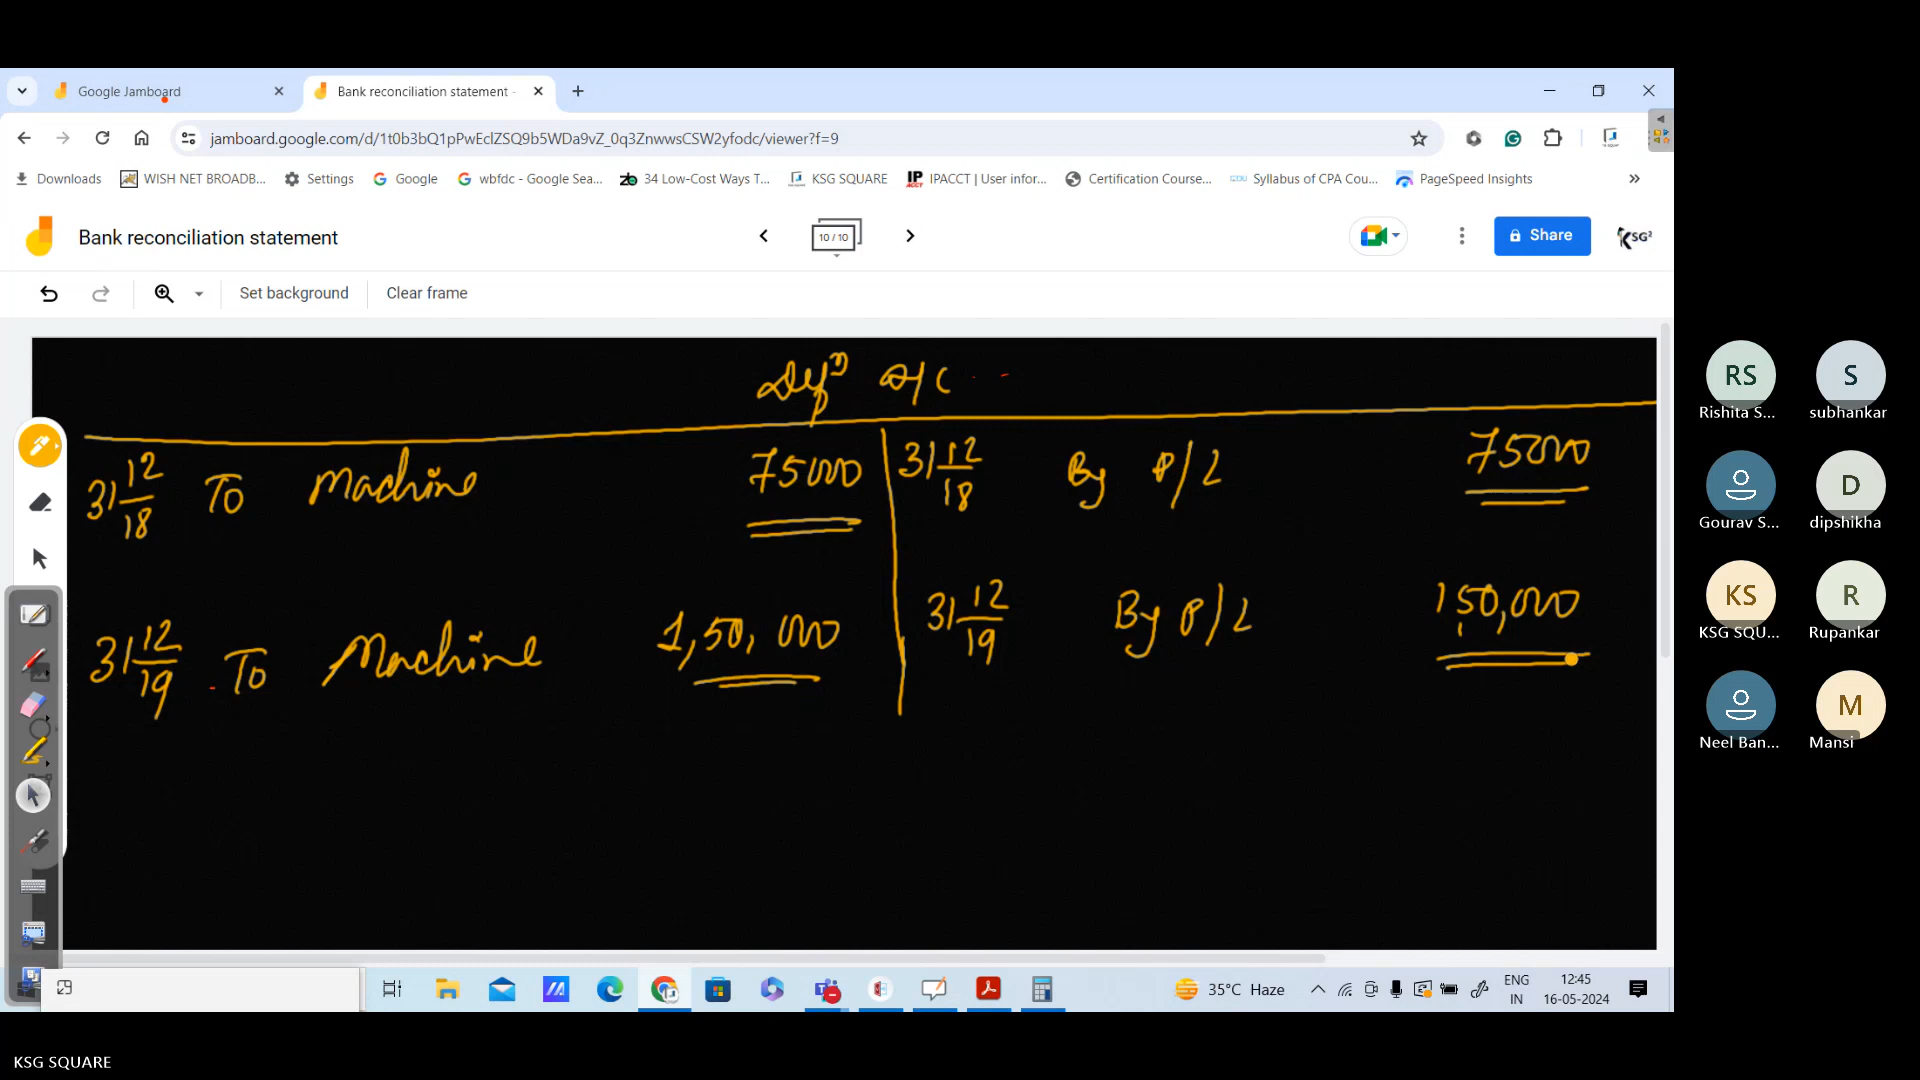 Google Jamboard
Bank reconciliation statement -
jamboard.google.com/d/1t0b3bQ1pPwEclZSQ9b5WDa9vZ_0q3ZnwwsCSW2yfodc/viewer?f=9
Downloads WISH NET BROADB... Settings Google wbfdc - Google Sea... 34 Low-Cost Ways T... KSG SQUARE IPACCT | User infor... Certification Course... Syllabus of CPA Cou... PageSpeed Insights
Bank reconciliation statement 10 / 10 Share KSG²
Set background Clear frame
Depn A/C
31 12/18 To Machine 75000 31 12/18 By P/L 75000
31 12/19 To Machine 1,50,000 31 12/19 By P/L 150,000
RS S
Rishita S... subhankar
D
Gourav S... dipshikha
KS R
KSG SQU... Rupankar
M
Neel Ban... Mansi
35°C Haze ENG IN 12:45 16-05-2024
KSG SQUARE